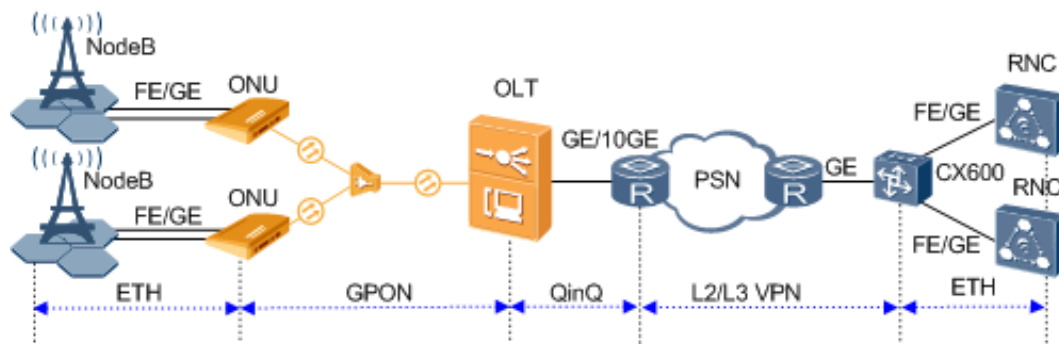 NodeB
FE/GE
ONU
NodeB
FE/GE
ONU
OLT
GE/10GE
R
PSN
R
GE
CX600
FE/GE
RNC
FE/GE
RNC
ETH
GPON
QinQ
L2/L3 VPN
ETH